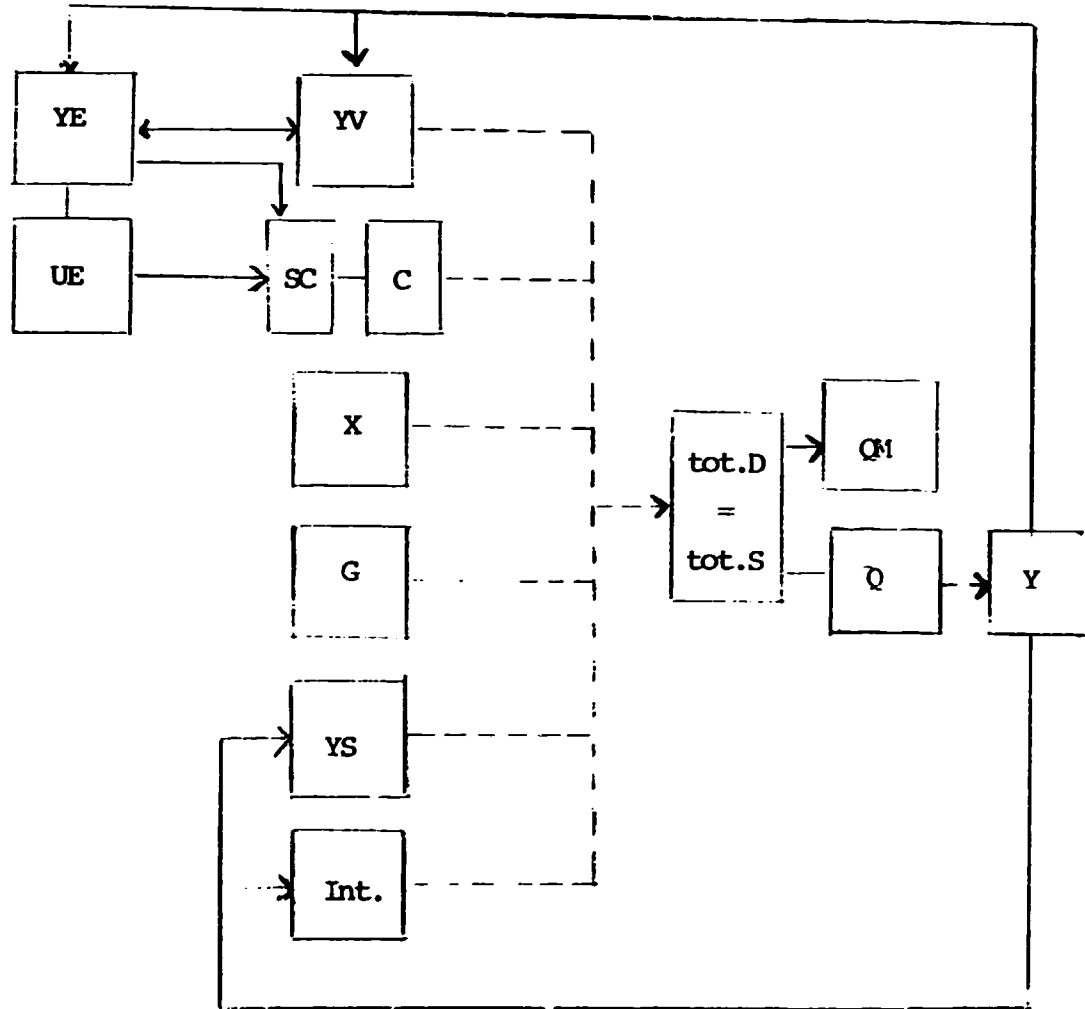 YE
YV
UE
SC
C
X
QM
tot.D
=
tot.S
G
Q
Y
YS
Int.